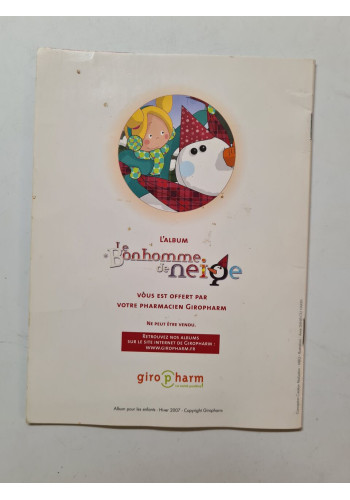 L'ALBUM
Bonhomme
de neige
VOUS EST OFFERT PAR
VOTRE PHARMACIEN GIROPHARM
NE PEUT ÊTRE VENDU.
RETROUVEZ NOS ALBUMS
SUR LE SITE INTERNET DE GIROPHARM :
WWW.GIROPHARM.FR
giropharm
Album pour les enfants - Hiver 2007 - Copyright Giropharm